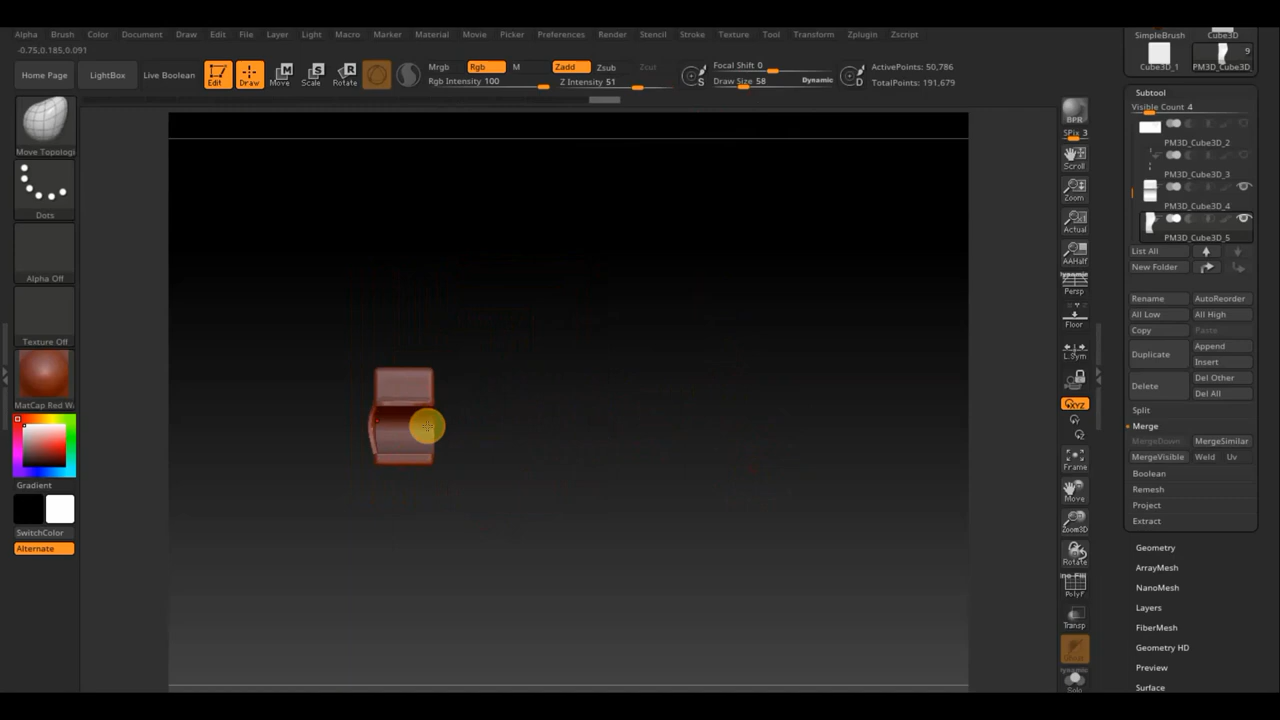 Alpha Brush Color Document Draw Edit File Layer Light Macro Marker Material Movie Picker Preferences Render Stencil Stroke Texture Tool Transform Zplugin Zscript
-0.75,0.185,0.091
Home Page
LightBox
Live Boolean
Edit
Draw
Move
Scale
Rotate
Mrgb Rgb M
Rgb Intensity 100
Zadd Zsub Zcut
Z Intensity 51
Focal Shift 0
Draw Size 58 Dynamic
ActivePoints: 50,786
TotalPoints: 191,679
Move Topologi
Dots
Alpha Off
Texture Off
MatCap Red W
Gradient
SwitchColor
Alternate
BPR
SPix 3
Scroll
Zoom
Actual
AAHalf
Dynamic
Persp
Floor
L.Sym
XYZ
Frame
Move
Zoom3D
Rotate
Line Fill
PolyF
Transp
Ghost
Dynamic
Solo
SimpleBrush Cube3D
9
Cube3D_1 PM3D_Cube3D_
Subtool
Visible Count 4
PM3D_Cube3D_2
PM3D_Cube3D_3
PM3D_Cube3D_4
PM3D_Cube3D_5
List All
New Folder
Rename AutoReorder
All Low All High
Copy Paste
Duplicate Append
Insert
Delete Del Other
Del All
Split
Merge
MergeDown MergeSimilar
MergeVisible Weld Uv
Boolean
Remesh
Project
Extract
Geometry
ArrayMesh
NanoMesh
Layers
FiberMesh
Geometry HD
Preview
Surface